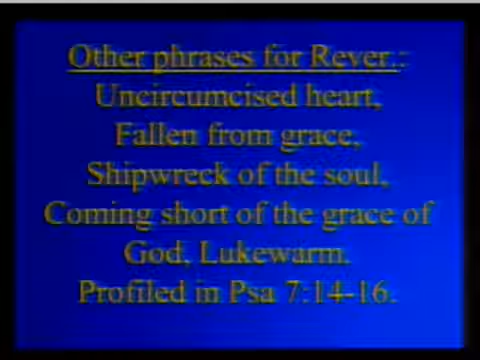 Other phrases for Rever.:
Uncircumcised heart,
Fallen from grace,
Shipwreck of the soul,
Coming short of the grace of
God, Lukewarm.
Profiled in Psa 7:14-16.